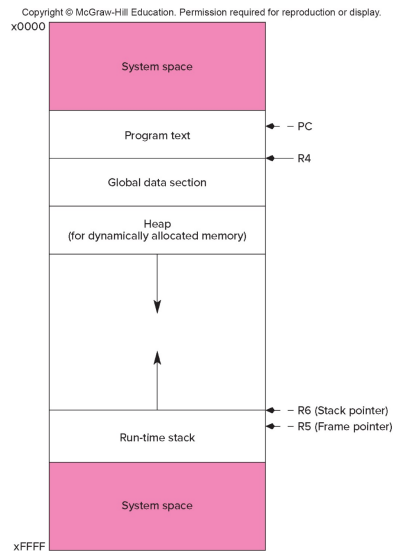 Copyright © McGraw-Hill Education. Permission required for reproduction or display.
x0000
System space
PC
Program text
R4
Global data section
Heap
(for dynamically allocated memory)
R6 (Stack pointer)
R5 (Frame pointer)
Run-time stack
System space
xFFFF